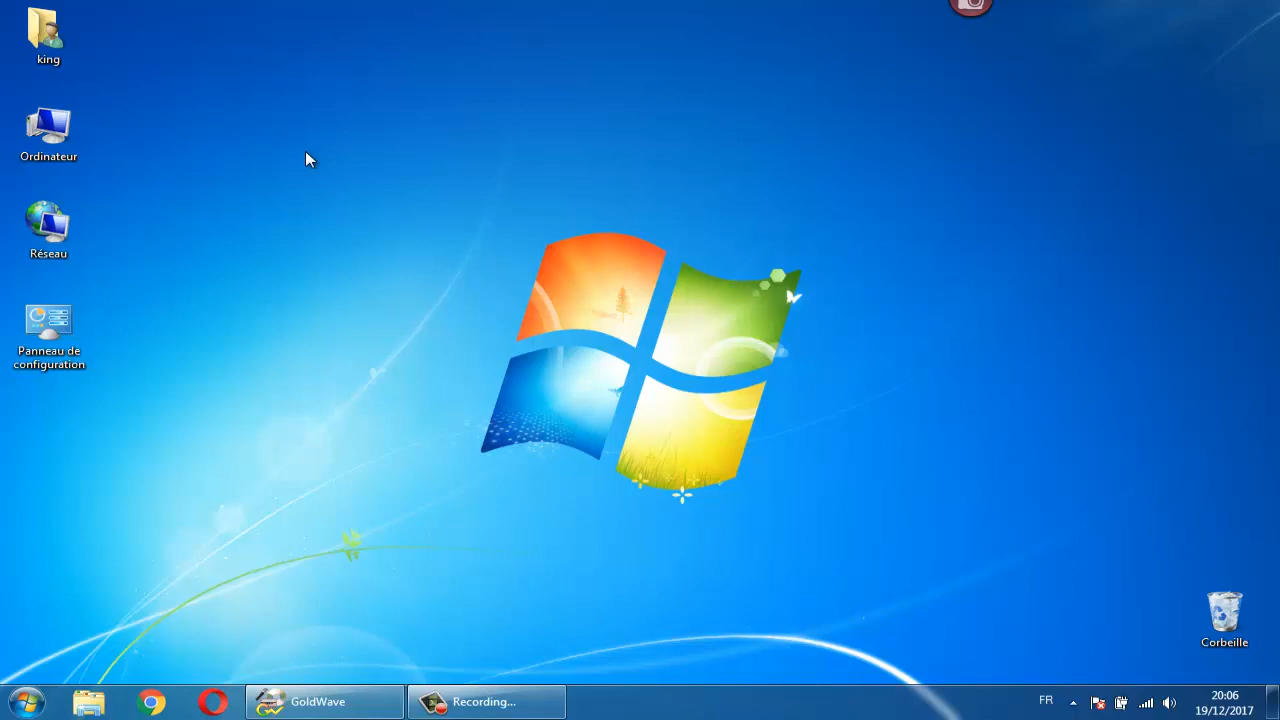 king
Ordinateur
Réseau
Panneau de
configuration
Corbeille
GoldWave
Recording...
FR
20:06
19/12/2017